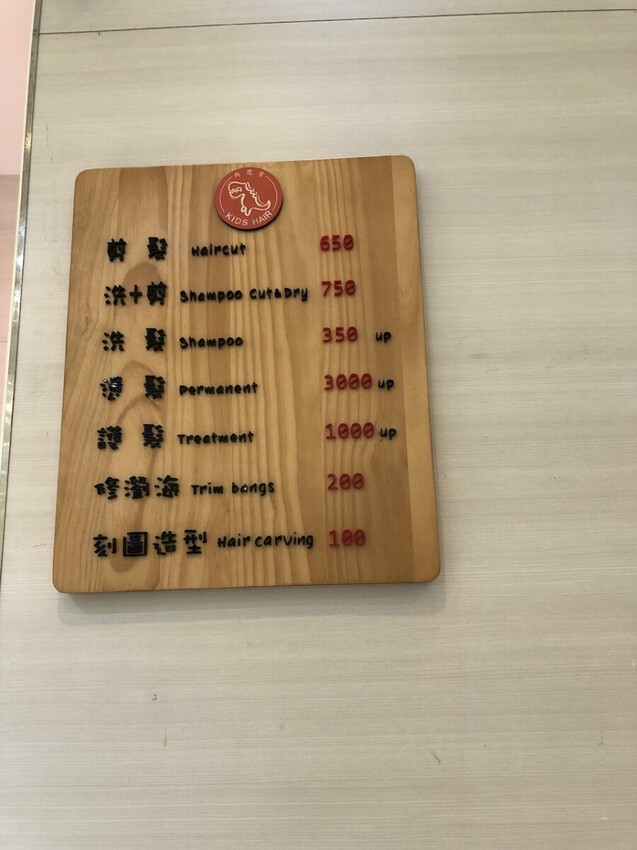 KIDS HAIR
剪髮 Haircut 650
洗+剪 Shampoo Cut&Dry 750
洗髮 Shampoo 350 up
燙髮 Permanent 3000 up
護髮 Treatment 1000 up
修瀏海 Trim bangs 200
刻圖造型 Hair carving 100